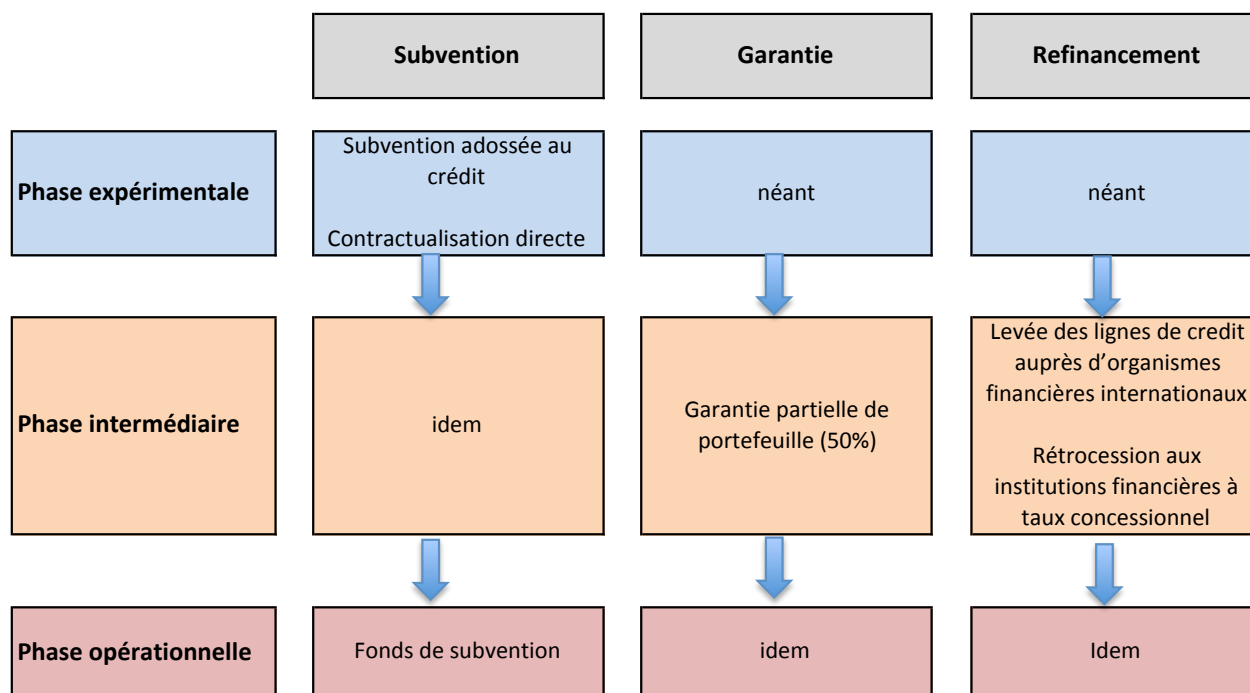 Subvention
Garantie
Refinancement
Phase expérimentale
Subvention adossée au
crédit
Contractualisation directe
néant
néant
Phase intermédiaire
idem
Garantie partielle de
portefeuille (50%)
Levée des lignes de credit
auprès d’organismes
financières internationaux
Rétrocession aux
institutions financières à
taux concessionnel
Phase opérationnelle
Fonds de subvention
idem
Idem